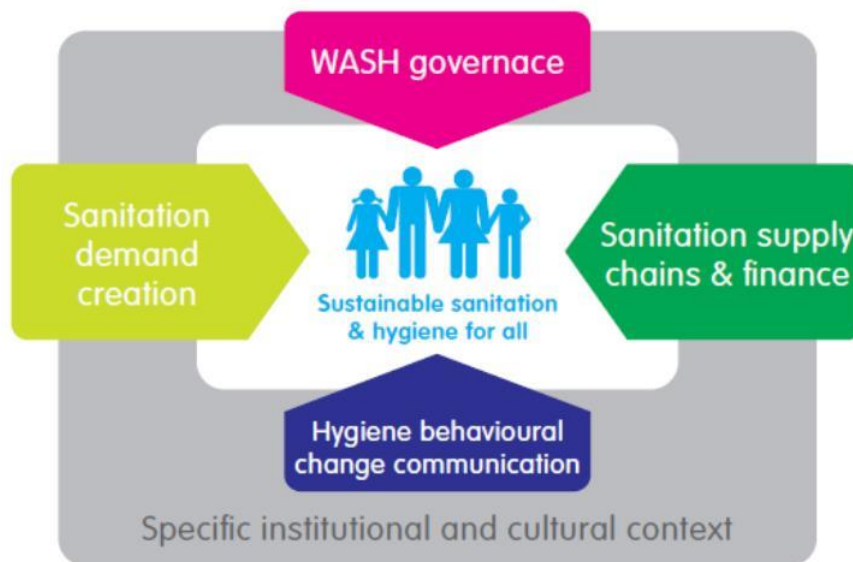 WASH governace
Sanitation
demand
creation
Sanitation supply
chains & finance
Sustainable sanitation
& hygiene for all
Hygiene behavioural
change communication
Specific institutional and cultural context